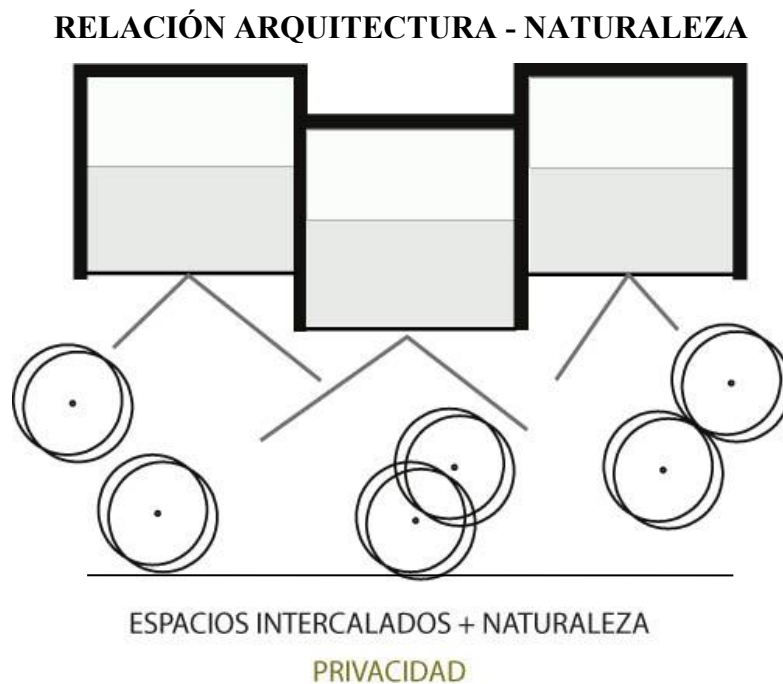 RELACIÓN ARQUITECTURA - NATURALEZA
ESPACIOS INTERCALADOS + NATURALEZA
PRIVACIDAD